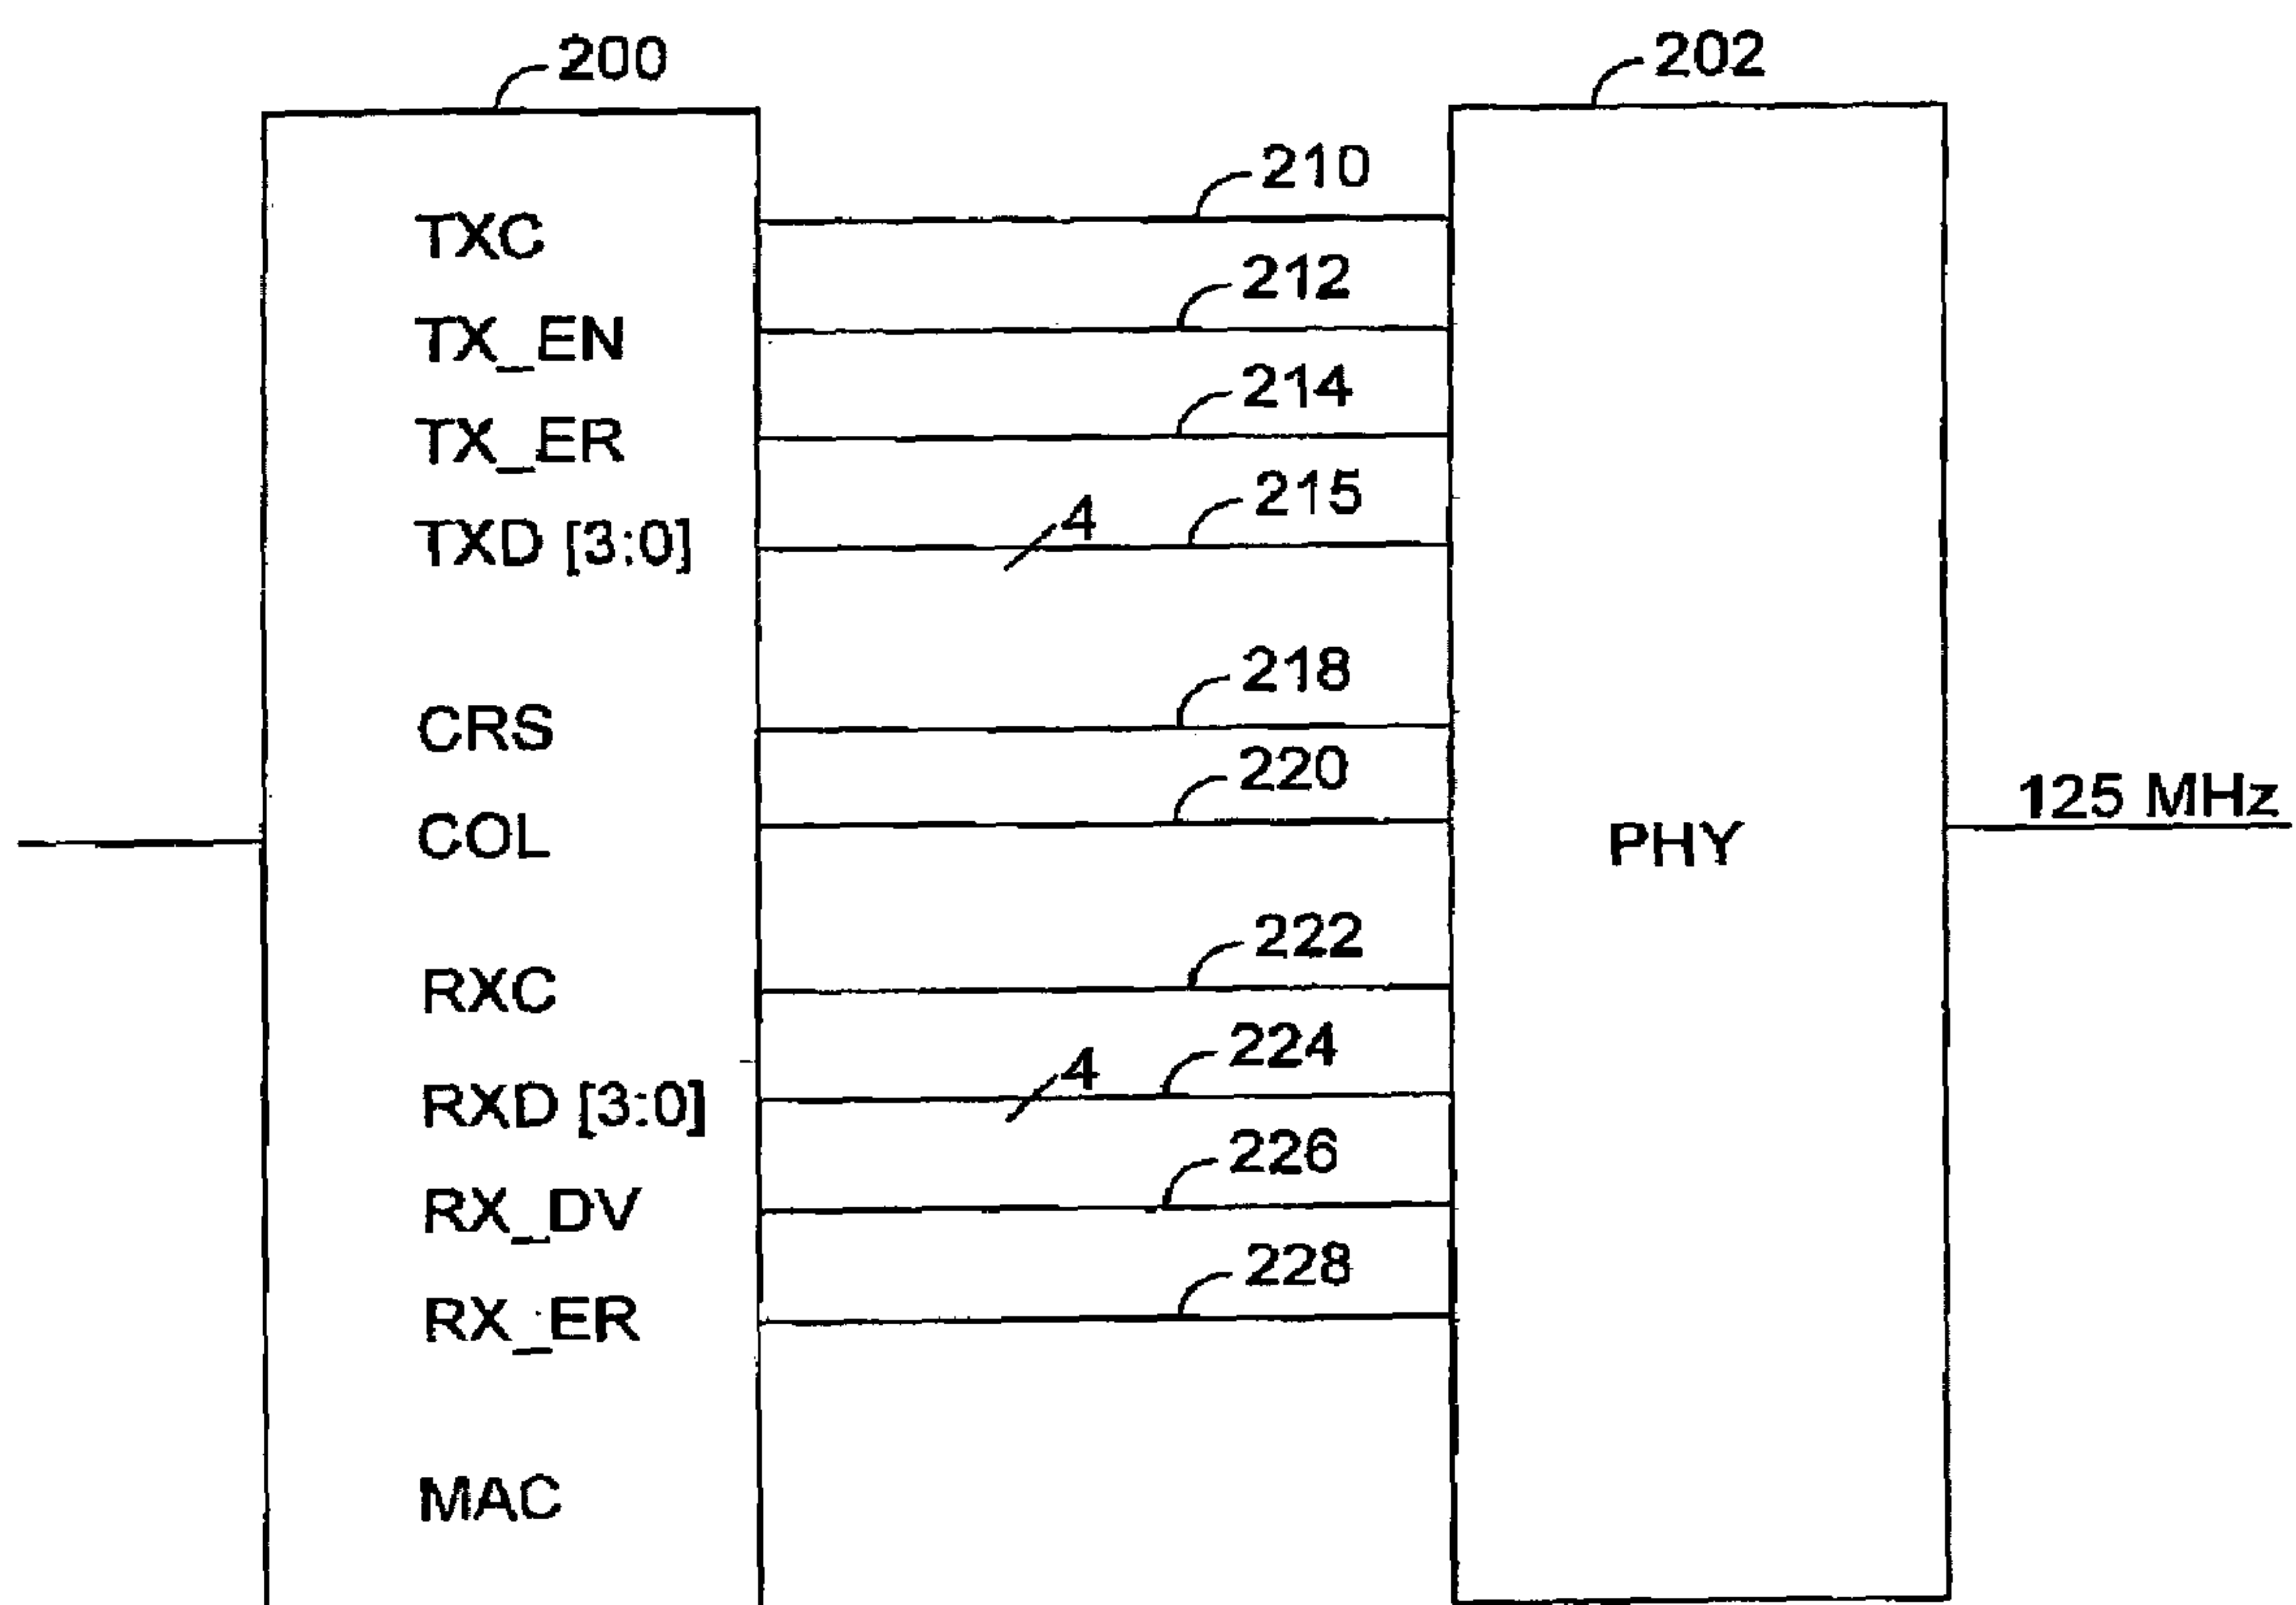 200
202
210
TXC
212
TX_EN
214
TX_ER
215
4
TXD [3:0]
218
CRS
220
COL
PHY
125 MHz
222
RXC
224
4
RXD [3:0]
226
RX_DV
228
RX_ER
MAC